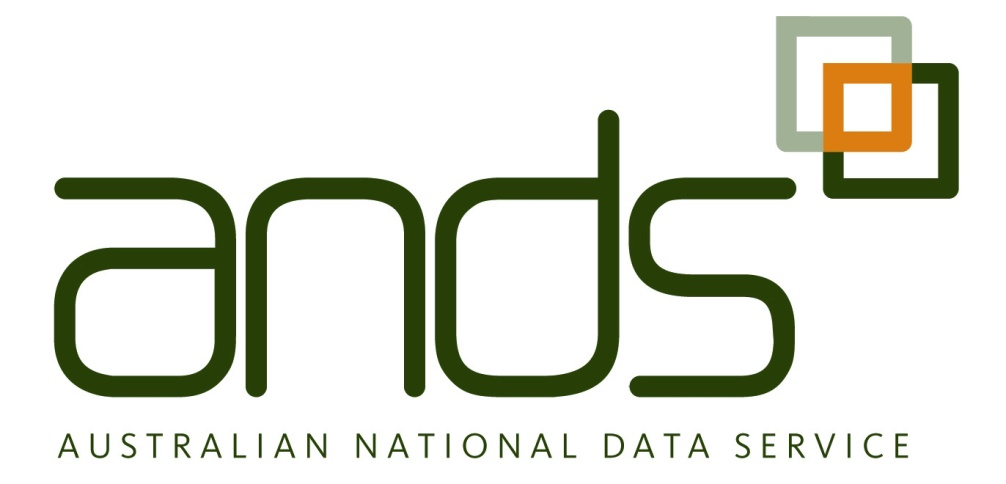 ands
AUSTRALIAN NATIONAL DATA SERVICE